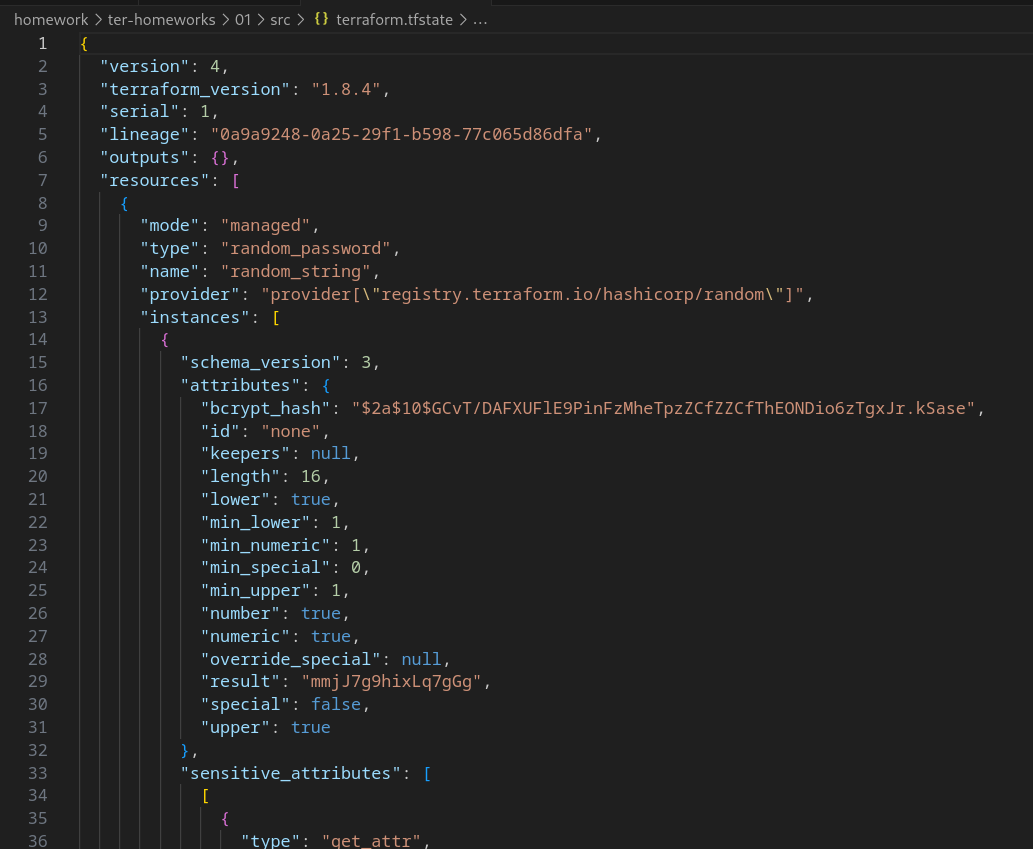 homework > ter-homeworks > 01 > src > {} terraform.tfstate > ...
1 {
2 "version": 4,
3 "terraform_version": "1.8.4",
4 "serial": 1,
5 "lineage": "0a9a9248-0a25-29f1-b598-77c065d86dfa",
6 "outputs": {},
7 "resources": [
8 {
9 "mode": "managed",
10 "type": "random_password",
11 "name": "random_string",
12 "provider": "provider[\"registry.terraform.io/hashicorp/random\"]",
13 "instances": [
14 {
15 "schema_version": 3,
16 "attributes": {
17 "bcrypt_hash": "$2a$10$GCvT/DAFXUFlE9PinFzMheTpzZCfZZCfThEONDio6zTgxJr.kSase",
18 "id": "none",
19 "keepers": null,
20 "length": 16,
21 "lower": true,
22 "min_lower": 1,
23 "min_numeric": 1,
24 "min_special": 0,
25 "min_upper": 1,
26 "number": true,
27 "numeric": true,
28 "override_special": null,
29 "result": "mmjJ7g9hixLq7gGg",
30 "special": false,
31 "upper": true
32 },
33 "sensitive_attributes": [
34 [
35 {
36 "type": "get_attr",